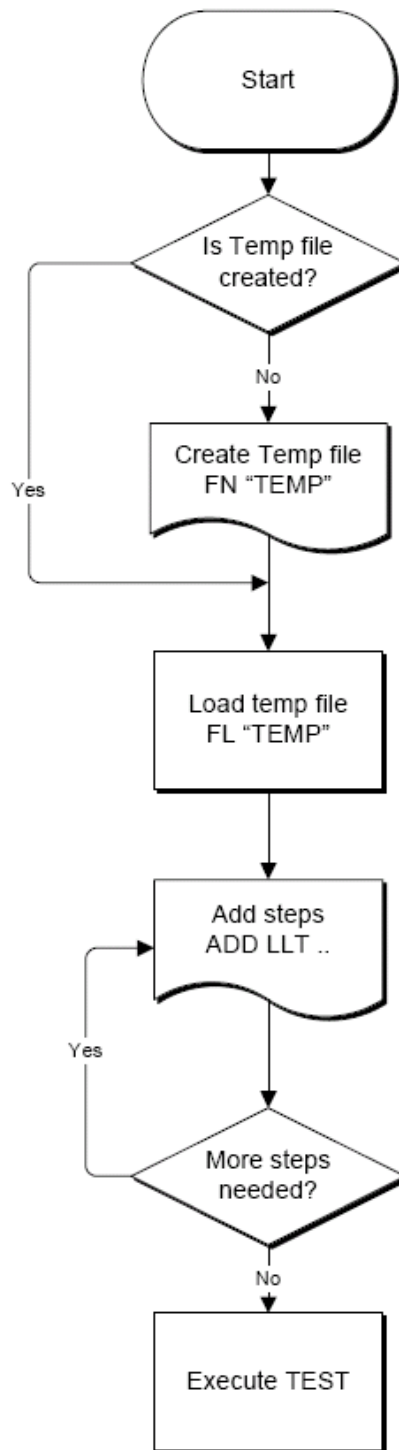 Start
Is Temp file
created?
No
Create Temp file
FN “TEMP”
Yes
Load temp file
FL “TEMP”
Add steps
ADD LLT ..
Yes
More steps
needed?
No
Execute TEST